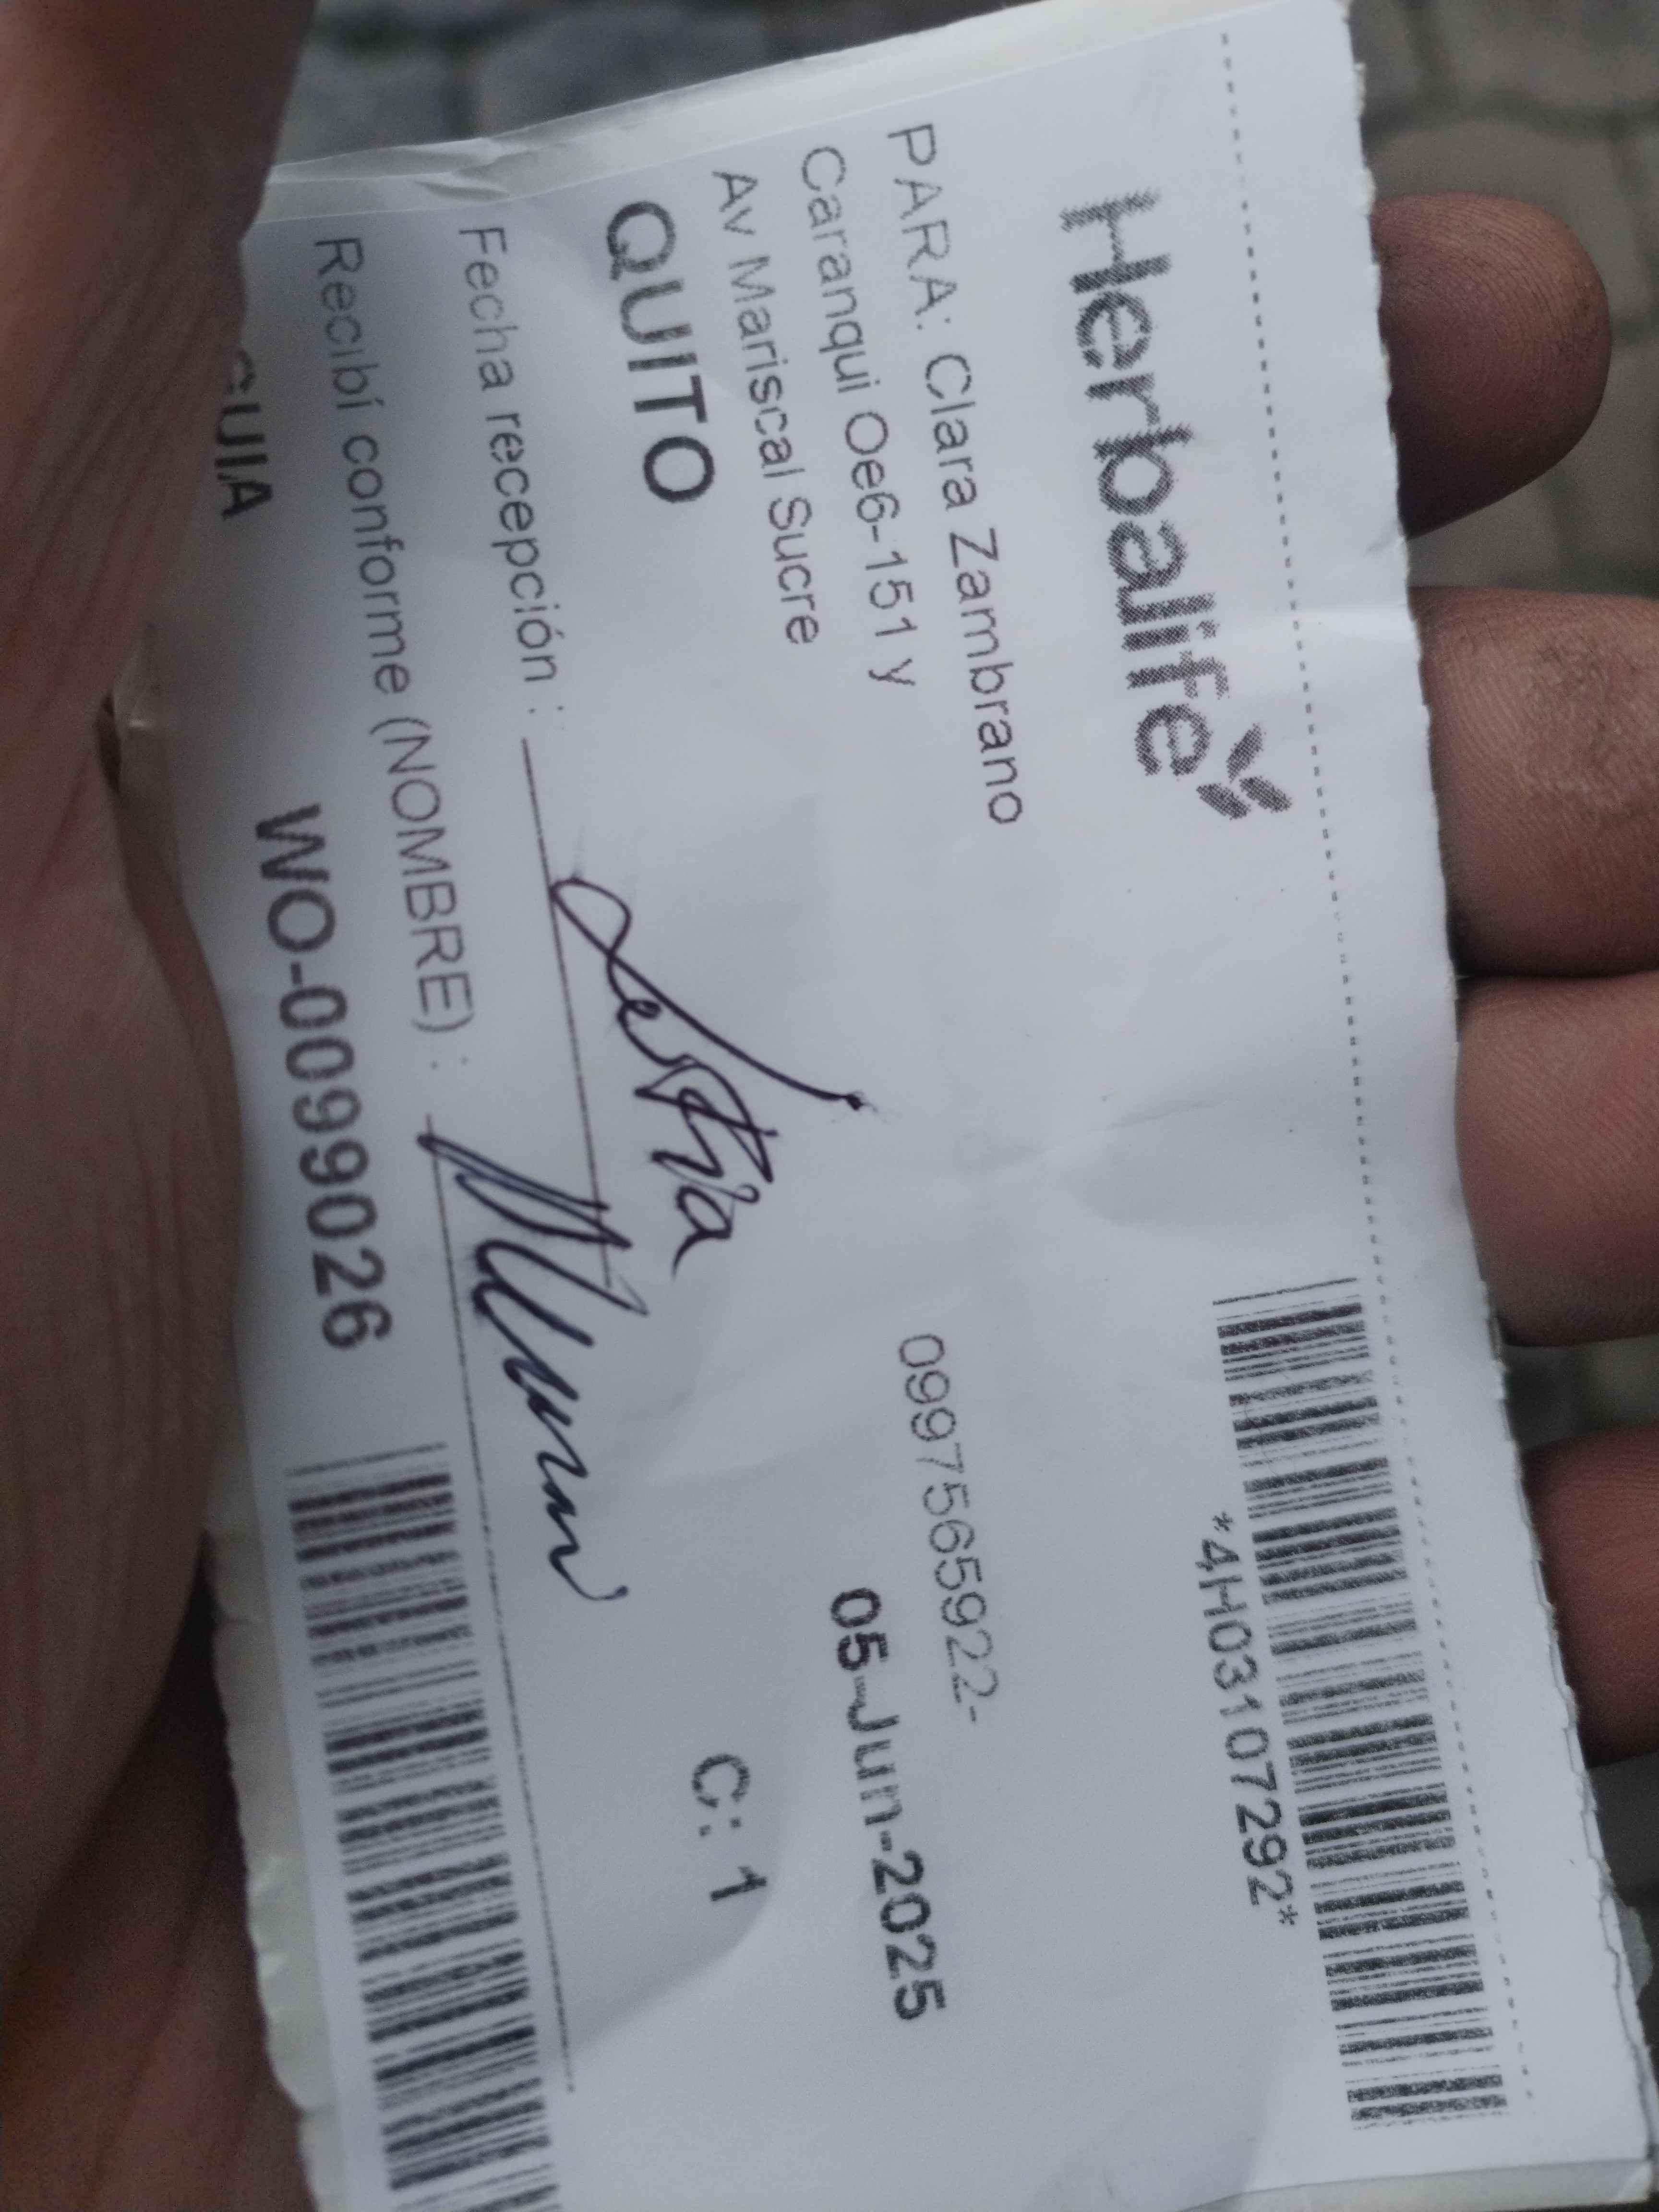 Herbalife
*4H03107292*
PARA: Clara Zambrano
0997565922-
Caranqui Oe6-151 y
05-Jun-2025
Av Mariscal Sucre
QUITO
C: 1
Fecha recepción :
Recibí conforme (NOMBRE) :
GUIA
WO-0099026